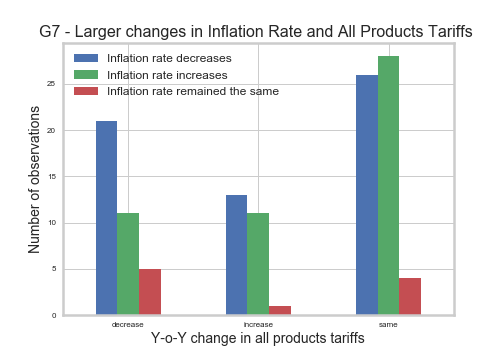 G7 - Larger changes in Inflation Rate and All Products Tariffs
Inflation rate decreases
Inflation rate increases
Inflation rate remained the same
Number of observations
25
20
15
10
5
0
decrease
increase
same
Y-o-Y change in all products tariffs